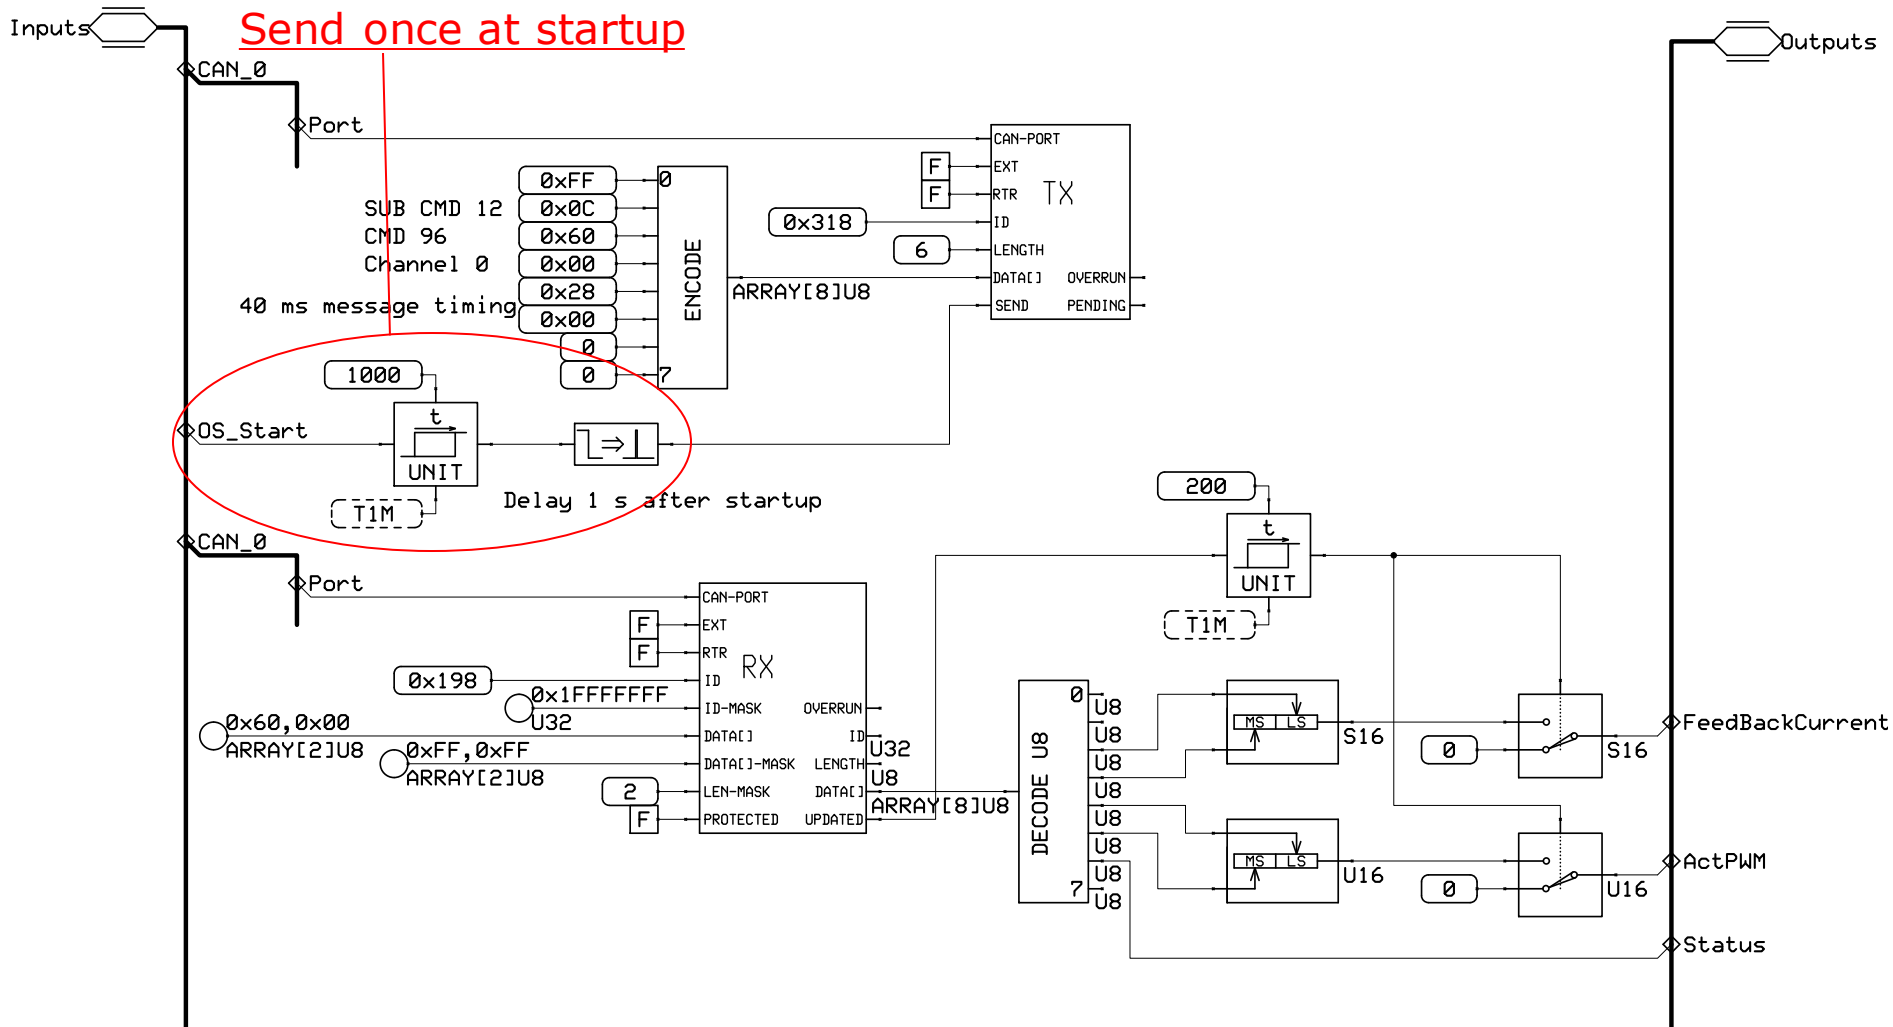 Send once at startup
Inputs
Outputs
CAN_0
Port
CAN-PORT
EXT
RTR
TX
ID
LENGTH
DATA[]
OVERRUN
SEND
PENDING
F
F
0x318
6
0xFF
0
SUB CMD 12
0x0C
CMD 96
0x60
Channel 0
0x00
0x28
40 ms message timing
0x00
0
0
7
ENCODE
ARRAY[8]U8
1000
OS_Start
t
UNIT
T1M
Delay 1 s after startup
CAN_0
Port
CAN-PORT
EXT
RTR
RX
ID
ID-MASK
OVERRUN
DATA[]
ID
DATA[]-MASK
LENGTH
LEN-MASK
DATA[]
PROTECTED
UPDATED
F
F
0x198
0x1FFFFFFF
U32
0x60,0x00
ARRAY[2]U8
0xFF,0xFF
ARRAY[2]U8
2
F
U32
U8
ARRAY[8]U8
200
t
UNIT
T1M
DECODE U8
0
7
U8
U8
U8
U8
U8
U8
U8
U8
MS LS
S16
0
S16
FeedBackCurrent
MS LS
U16
0
U16
ActPWM
Status